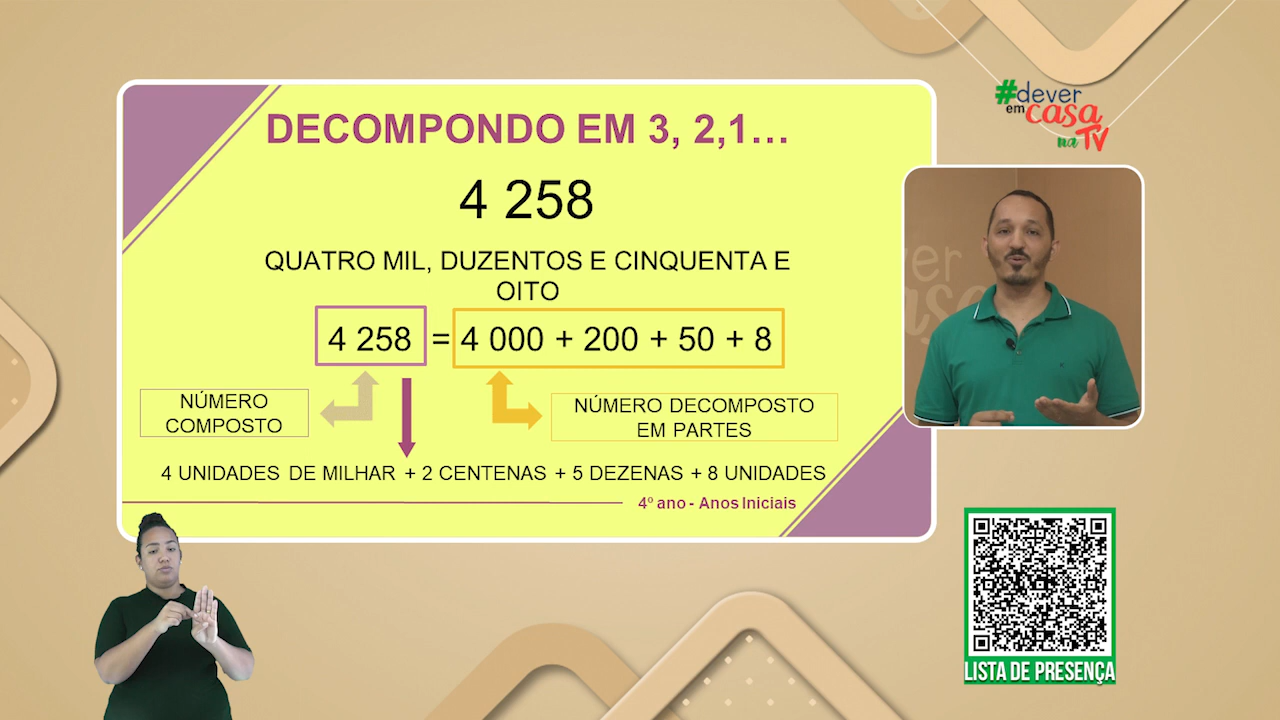 DECOMPONDO EM 3, 2,1...
4 258
QUATRO MIL, DUZENTOS E CINQUENTA E
OITO
4 258 = 4 000 + 200 + 50 + 8
NÚMERO
COMPOSTO
NÚMERO DECOMPOSTO
EM PARTES
4 UNIDADES DE MILHAR + 2 CENTENAS + 5 DEZENAS + 8 UNIDADES
4º ano - Anos Iniciais
#dever
em casa
na TV
LISTA DE PRESENÇA